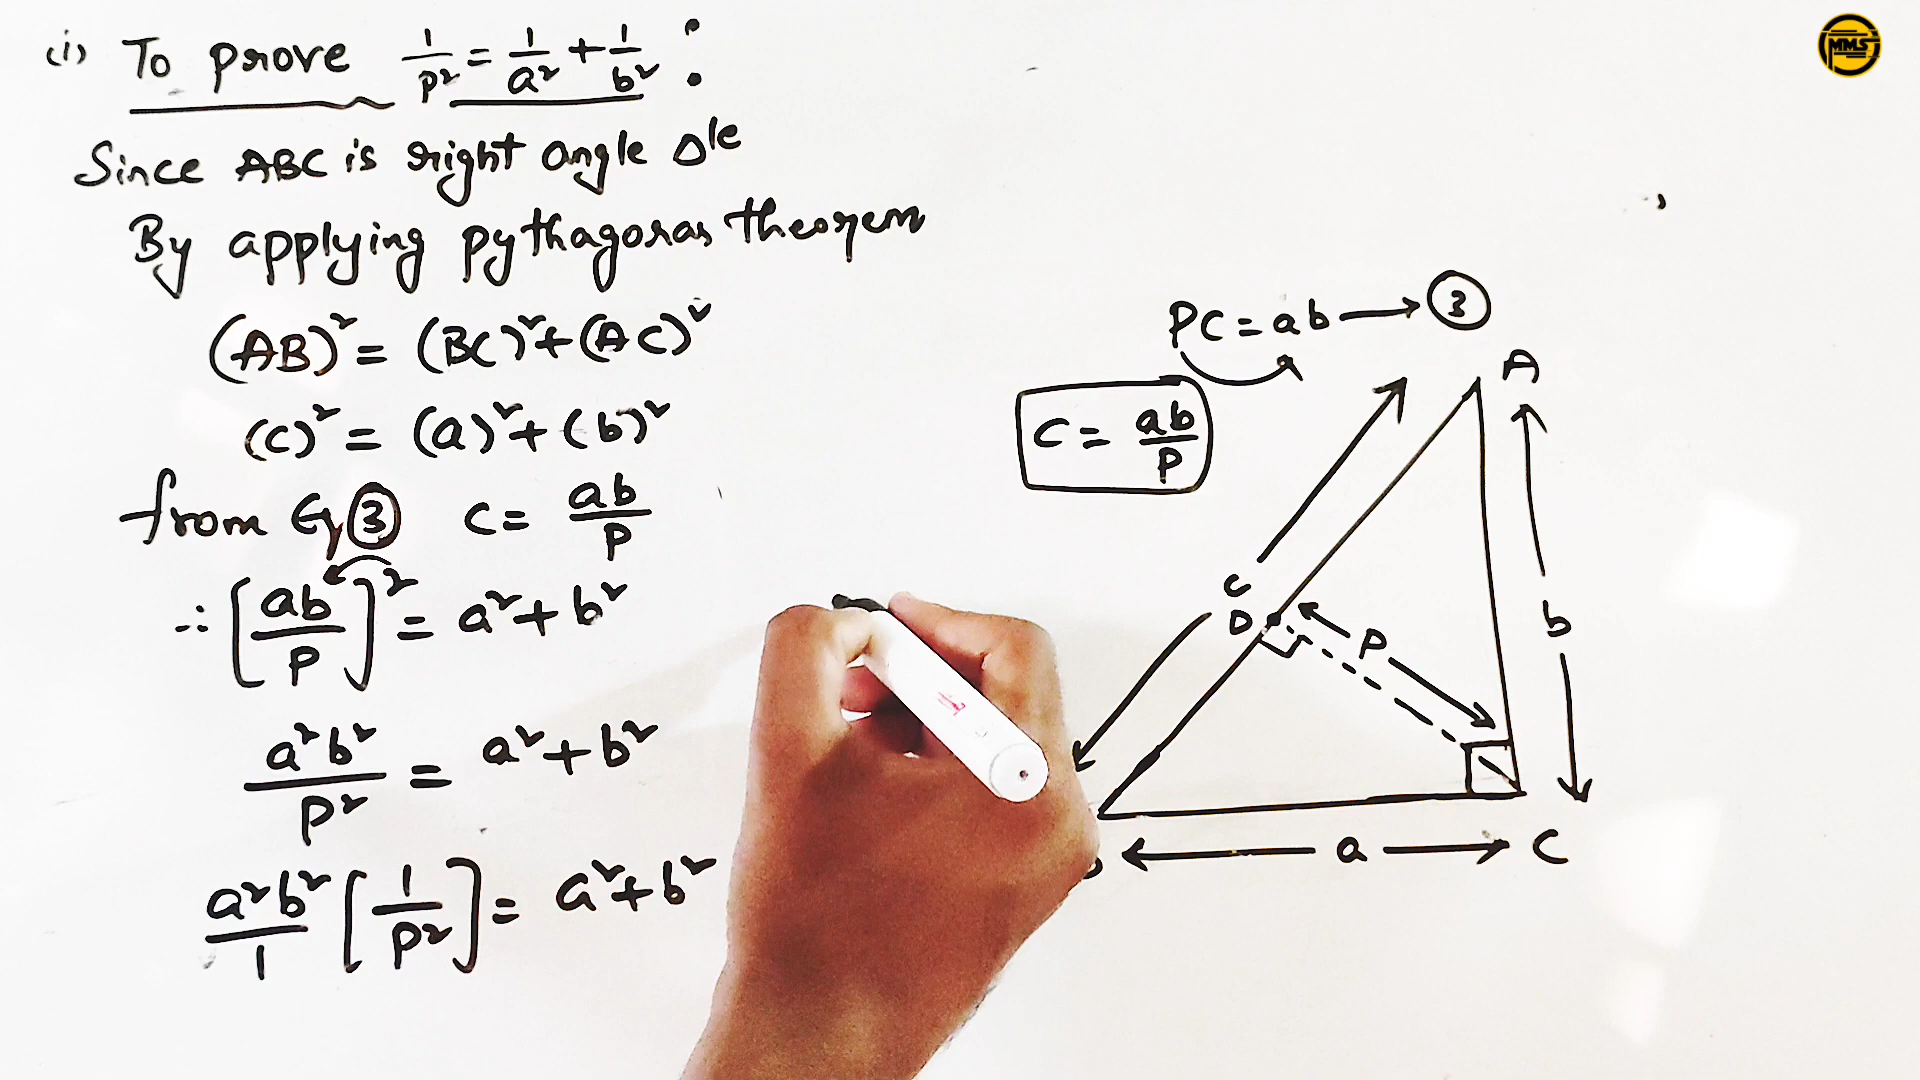 (i) To prove 1/p² = 1/a² + 1/b² :
Since ABC is right angle Δle
By applying pythagoras theorem
(AB)² = (BC)² + (AC)²
(c)² = (a)² + (b)²
from Eq ③ c = ab/p
∴ [ab/p]² = a² + b²
a²b²/p² = a² + b²
a²b²/1 [1/p²] = a² + b²
PC = ab → ③
c = ab/p
A
c
D
p
b
a
C
MMS